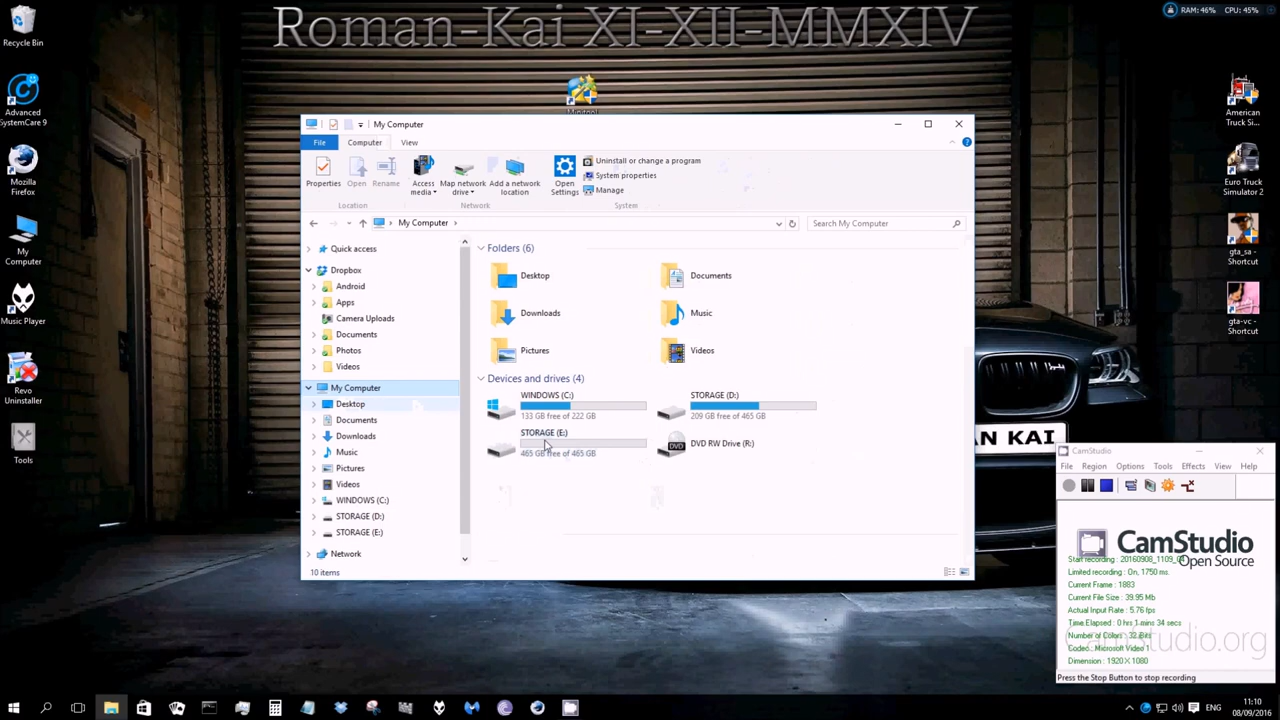 Roman-Kai XI-XII-MMXIV
RAM: 46% CPU: 45%
Recycle Bin
Advanced
SystemCare 9
Mozilla
Firefox
My
Computer
Music Player
Revo
Uninstaller
Tools
American
Truck Si...
Euro Truck
Simulator 2
gta_sa -
Shortcut
gta-vc -
Shortcut
My Computer
File
Computer
View
Properties
Open
Rename
Access
media
Map network
drive
Add a network
location
Open
Settings
Uninstall or change a program
System properties
Manage
Location
Network
System
My Computer
Search My Computer
Quick access
Dropbox
Android
Apps
Camera Uploads
Documents
Photos
Videos
My Computer
Desktop
Documents
Downloads
Music
Pictures
Videos
WINDOWS (C:)
STORAGE (D:)
STORAGE (E:)
Network
Folders (6)
Desktop
Documents
Downloads
Music
Pictures
Videos
Devices and drives (4)
WINDOWS (C:)
133 GB free of 222 GB
STORAGE (D:)
209 GB free of 465 GB
STORAGE (E:)
465 GB free of 465 GB
DVD
DVD RW Drive (R:)
10 items
AN KAI
CamStudio
File Region Options Tools Effects View Help
CamStudio
Open Source
Limited recording : On, 1750 ms.
Current Frame : 1883
Current File Size : 39.95 Mb
Actual Input Rate : 5.76 fps
Time Elapsed : 0 hrs 1 mins 34 secs
Number of Colors : 32 Bits
Codec : Microsoft Video 1
Dimension : 1920 X 1080
CamStudio.org
Press the Stop Button to stop recording
ENG
11:10
08/09/2016